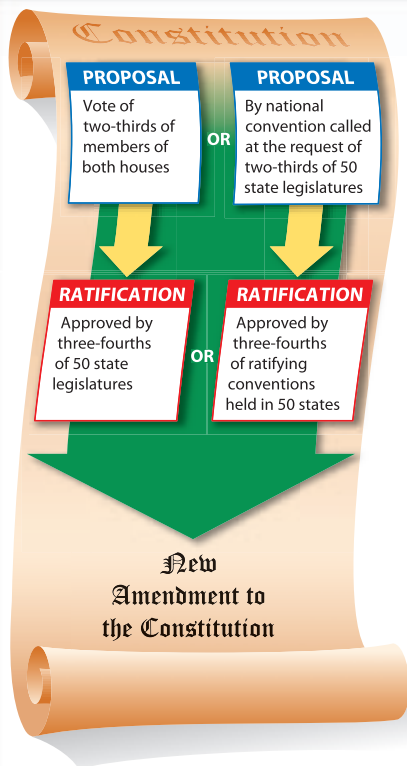 Constitution
PROPOSAL
Vote of
two-thirds of
members of
both houses
OR
PROPOSAL
By national
convention called
at the request of
two-thirds of 50
state legislatures
RATIFICATION
Approved by
three-fourths
of 50 state
legislatures
OR
RATIFICATION
Approved by
three-fourths
of ratifying
conventions
held in 50 states
New
Amendment to
the Constitution